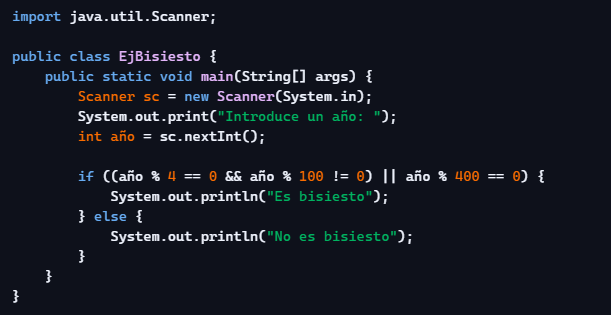 import java.util.Scanner;

public class EjBisiesto {
    public static void main(String[] args) {
        Scanner sc = new Scanner(System.in);
        System.out.print("Introduce un año: ");
        int año = sc.nextInt();

        if ((año % 4 == 0 && año % 100 != 0) || año % 400 == 0) {
            System.out.println("Es bisiesto");
        } else {
            System.out.println("No es bisiesto");
        }
    }
}